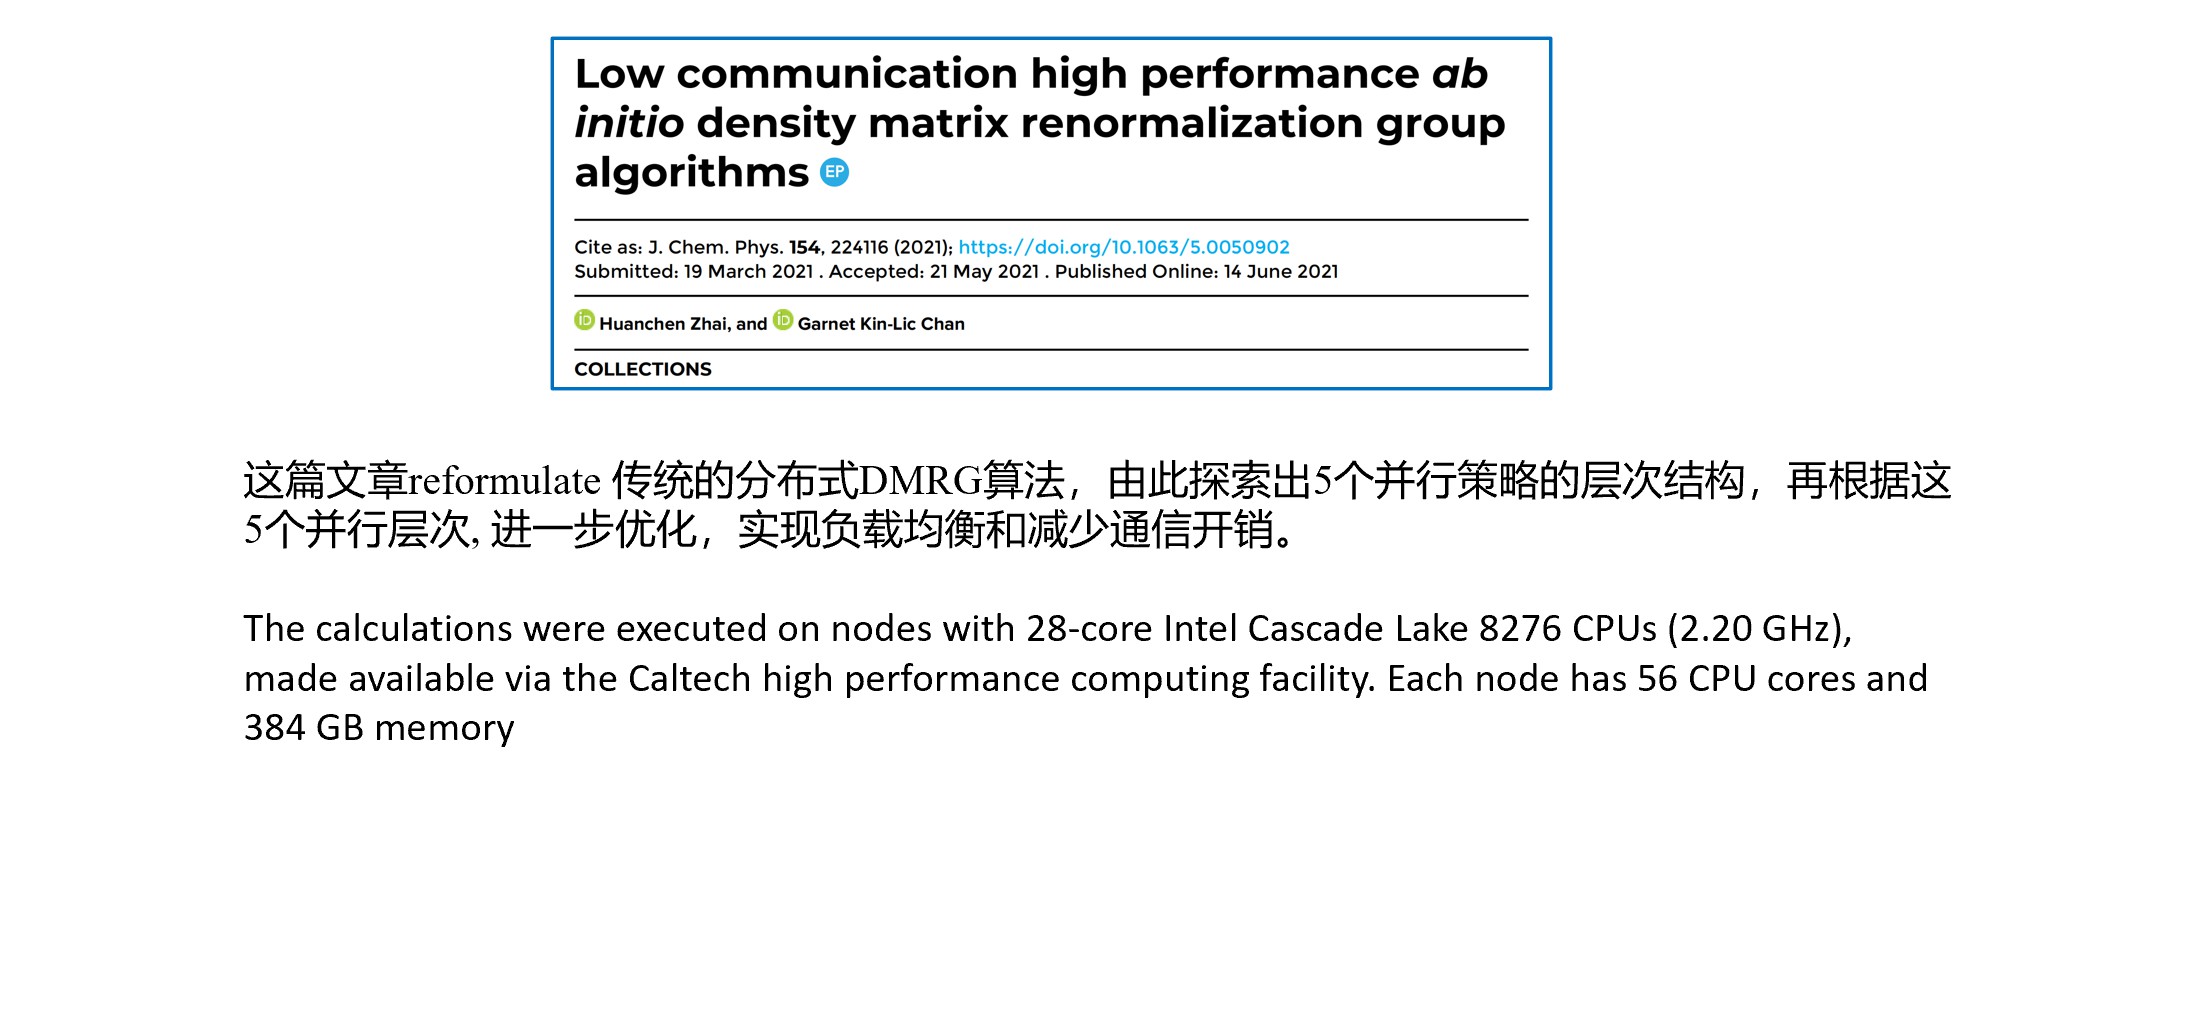 Low communication high performance ab
initio density matrix renormalization group
algorithms EP
Cite as: J. Chem. Phys. 154, 224116 (2021); https://doi.org/10.1063/5.0050902
Submitted: 19 March 2021 . Accepted: 21 May 2021 . Published Online: 14 June 2021
iD Huanchen Zhai, and iD Garnet Kin-Lic Chan
COLLECTIONS
这篇文章reformulate 传统的分布式DMRG算法，由此探索出5个并行策略的层次结构，再根据这
5个并行层次, 进一步优化，实现负载均衡和减少通信开销。
The calculations were executed on nodes with 28-core Intel Cascade Lake 8276 CPUs (2.20 GHz),
made available via the Caltech high performance computing facility. Each node has 56 CPU cores and
384 GB memory